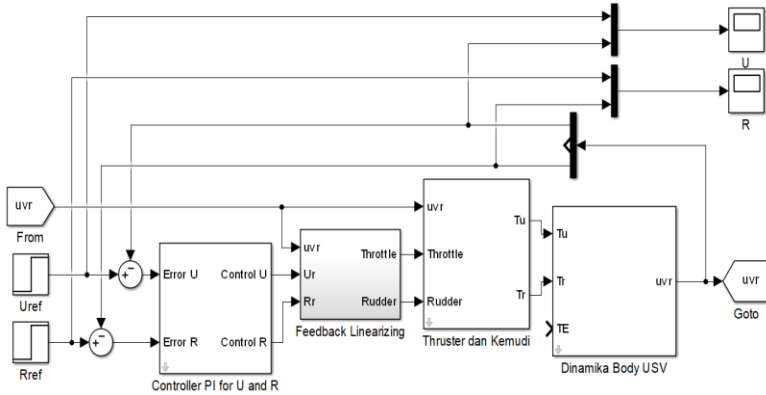 U
R
uvr
From
Uref
Rref
+
−
+
−
Error U
Control U
Error R
Control R
Controller PI for U and R
uvr
Ur
Rr
Throttle
Rudder
Feedback Linearizing
uvr
Throttle
Rudder
Tu
Tr
Thruster dan Kemudi
Tu
Tr
TE
uvr
Dinamika Body USV
uvr
Goto